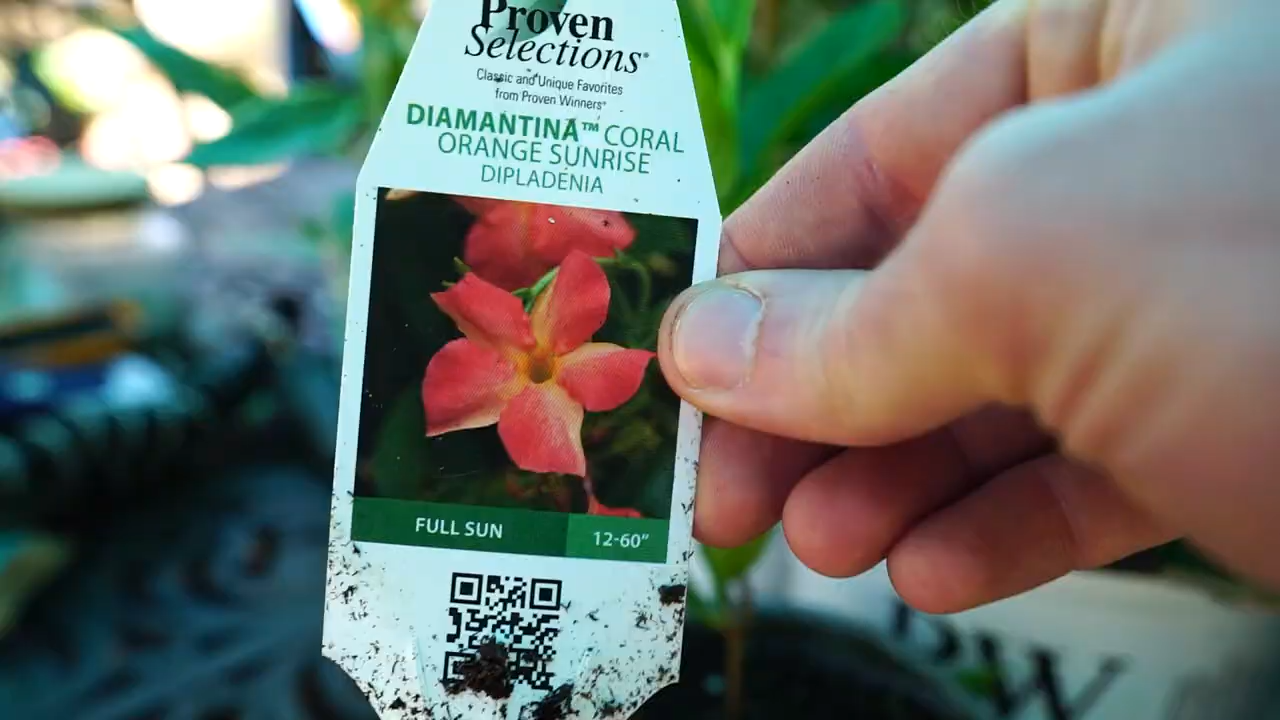 Proven
Selections®
Classic and Unique Favorites
from Proven Winners®
DIAMANTINA™ CORAL
ORANGE SUNRISE
DIPLADENIA
FULL SUN
12-60"